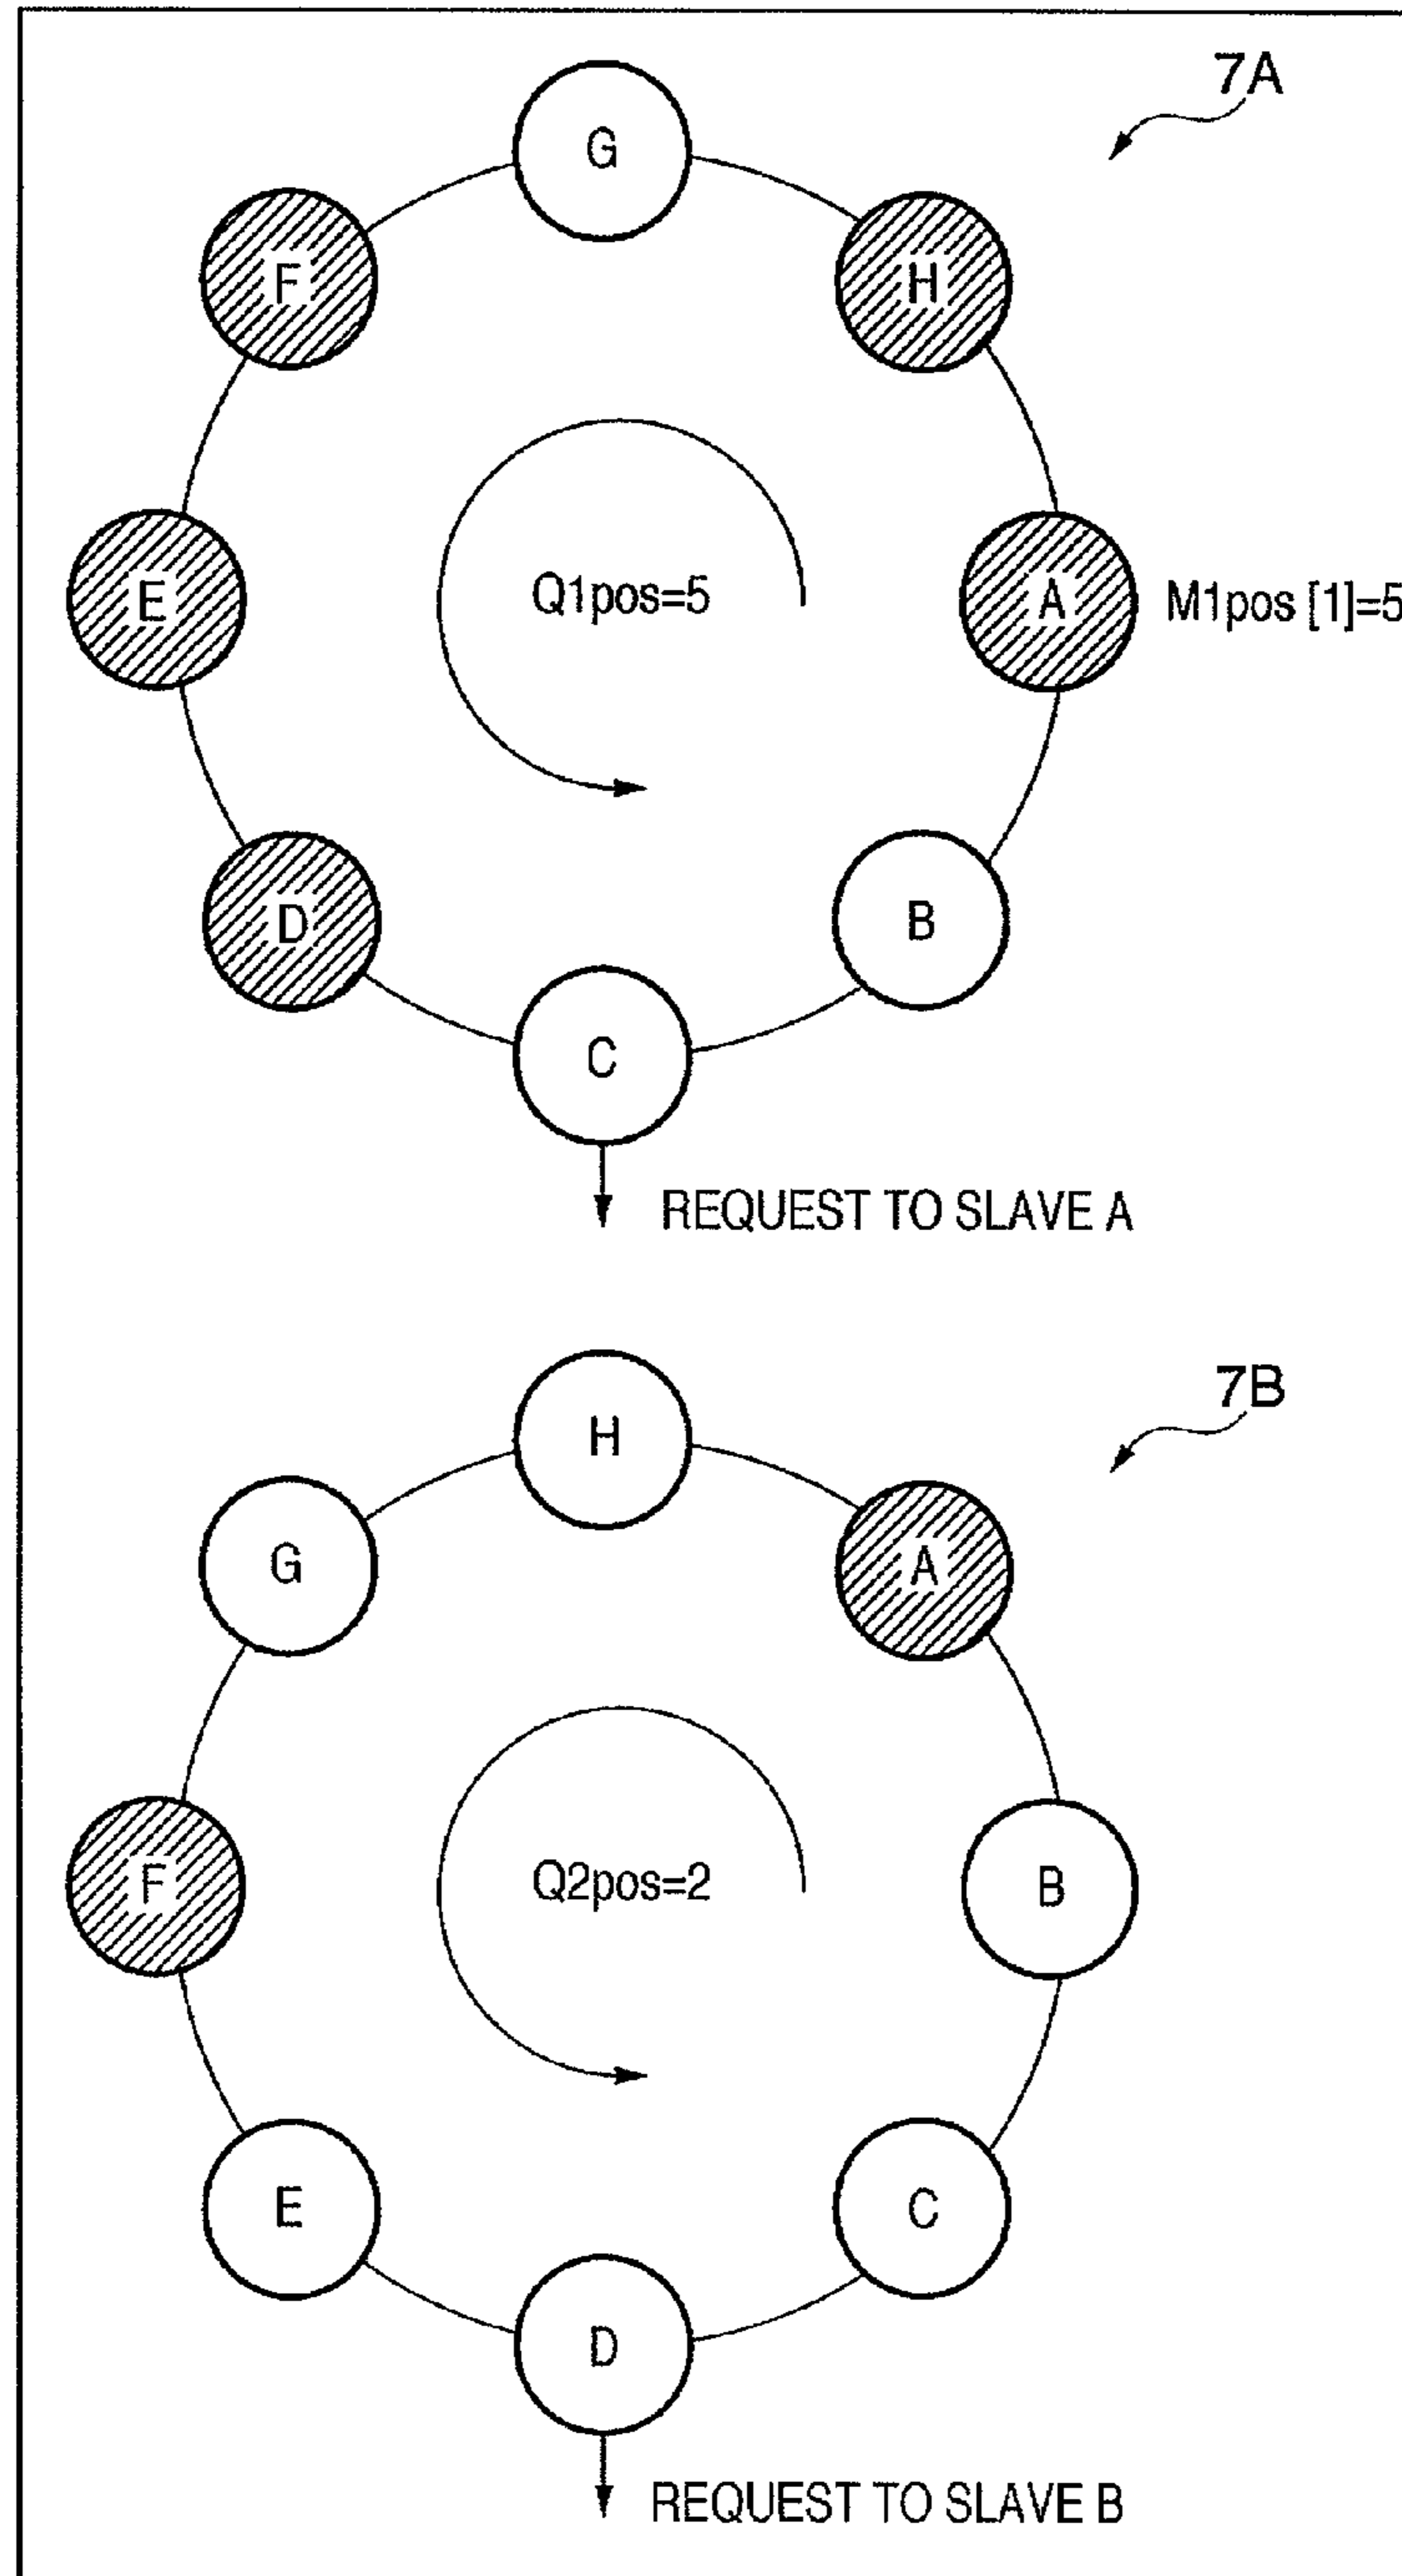 7A
G
F
H
E
Q1pos=5
A
M1pos [1]=5
D
B
C
REQUEST TO SLAVE A
7B
H
G
A
F
Q2pos=2
B
E
C
D
REQUEST TO SLAVE B